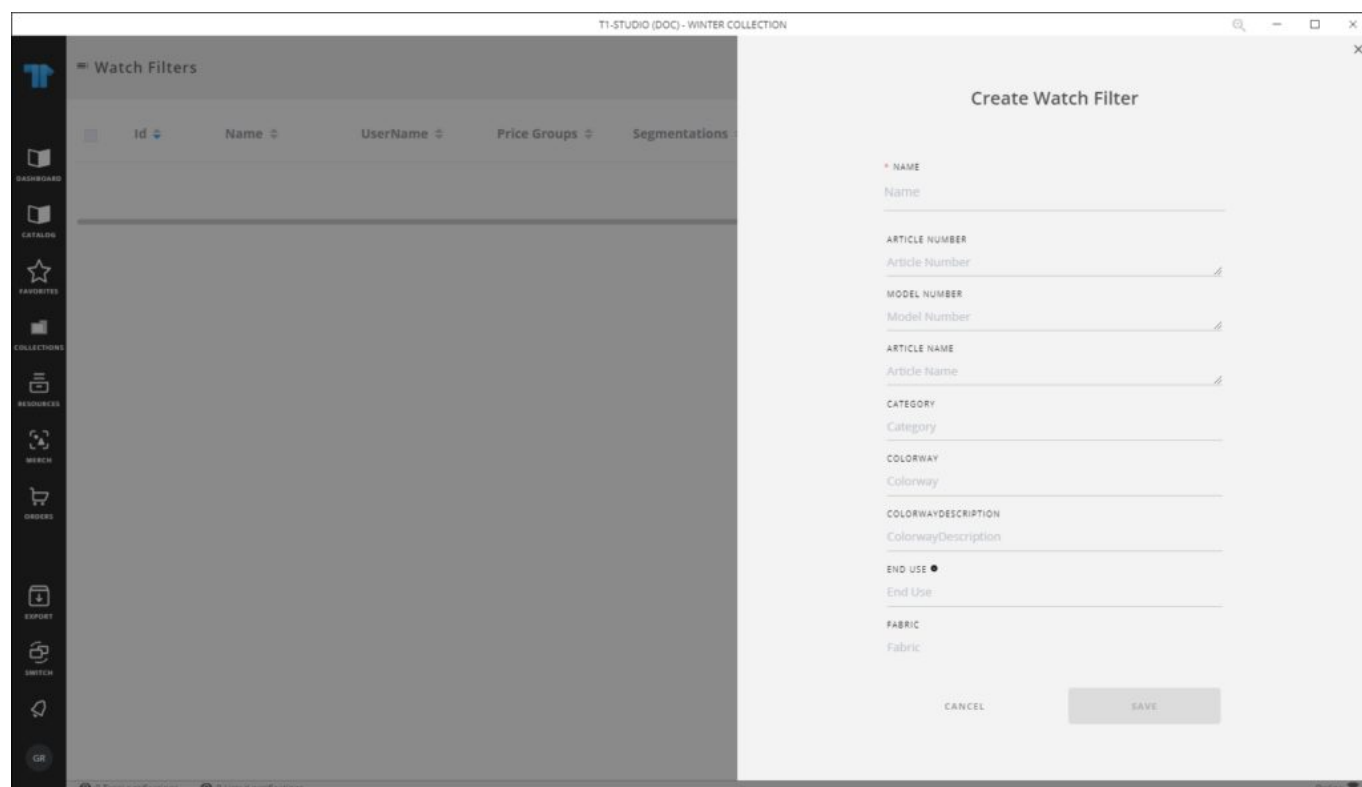 T1-STUDIO (DOC) - WINTER COLLECTION
Watch Filters
Id Name UserName Price Groups Segmentations
DASHBOARD
CATALOG
FAVORITES
COLLECTIONS
RESOURCES
MERCH
ORDERS
EXPORT
SWITCH
GR
Create Watch Filter
* NAME
Name
ARTICLE NUMBER
Article Number
MODEL NUMBER
Model Number
ARTICLE NAME
Article Name
CATEGORY
Category
COLORWAY
Colorway
COLORWAYDESCRIPTION
ColorwayDescription
END USE
End Use
FABRIC
Fabric
CANCEL SAVE